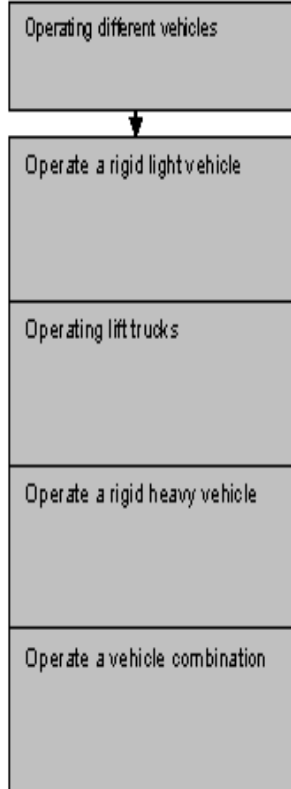 Operating different vehicles
Operate a rigid light vehicle
Operating lift trucks
Operate a rigid heavy vehicle
Operate a vehicle combination